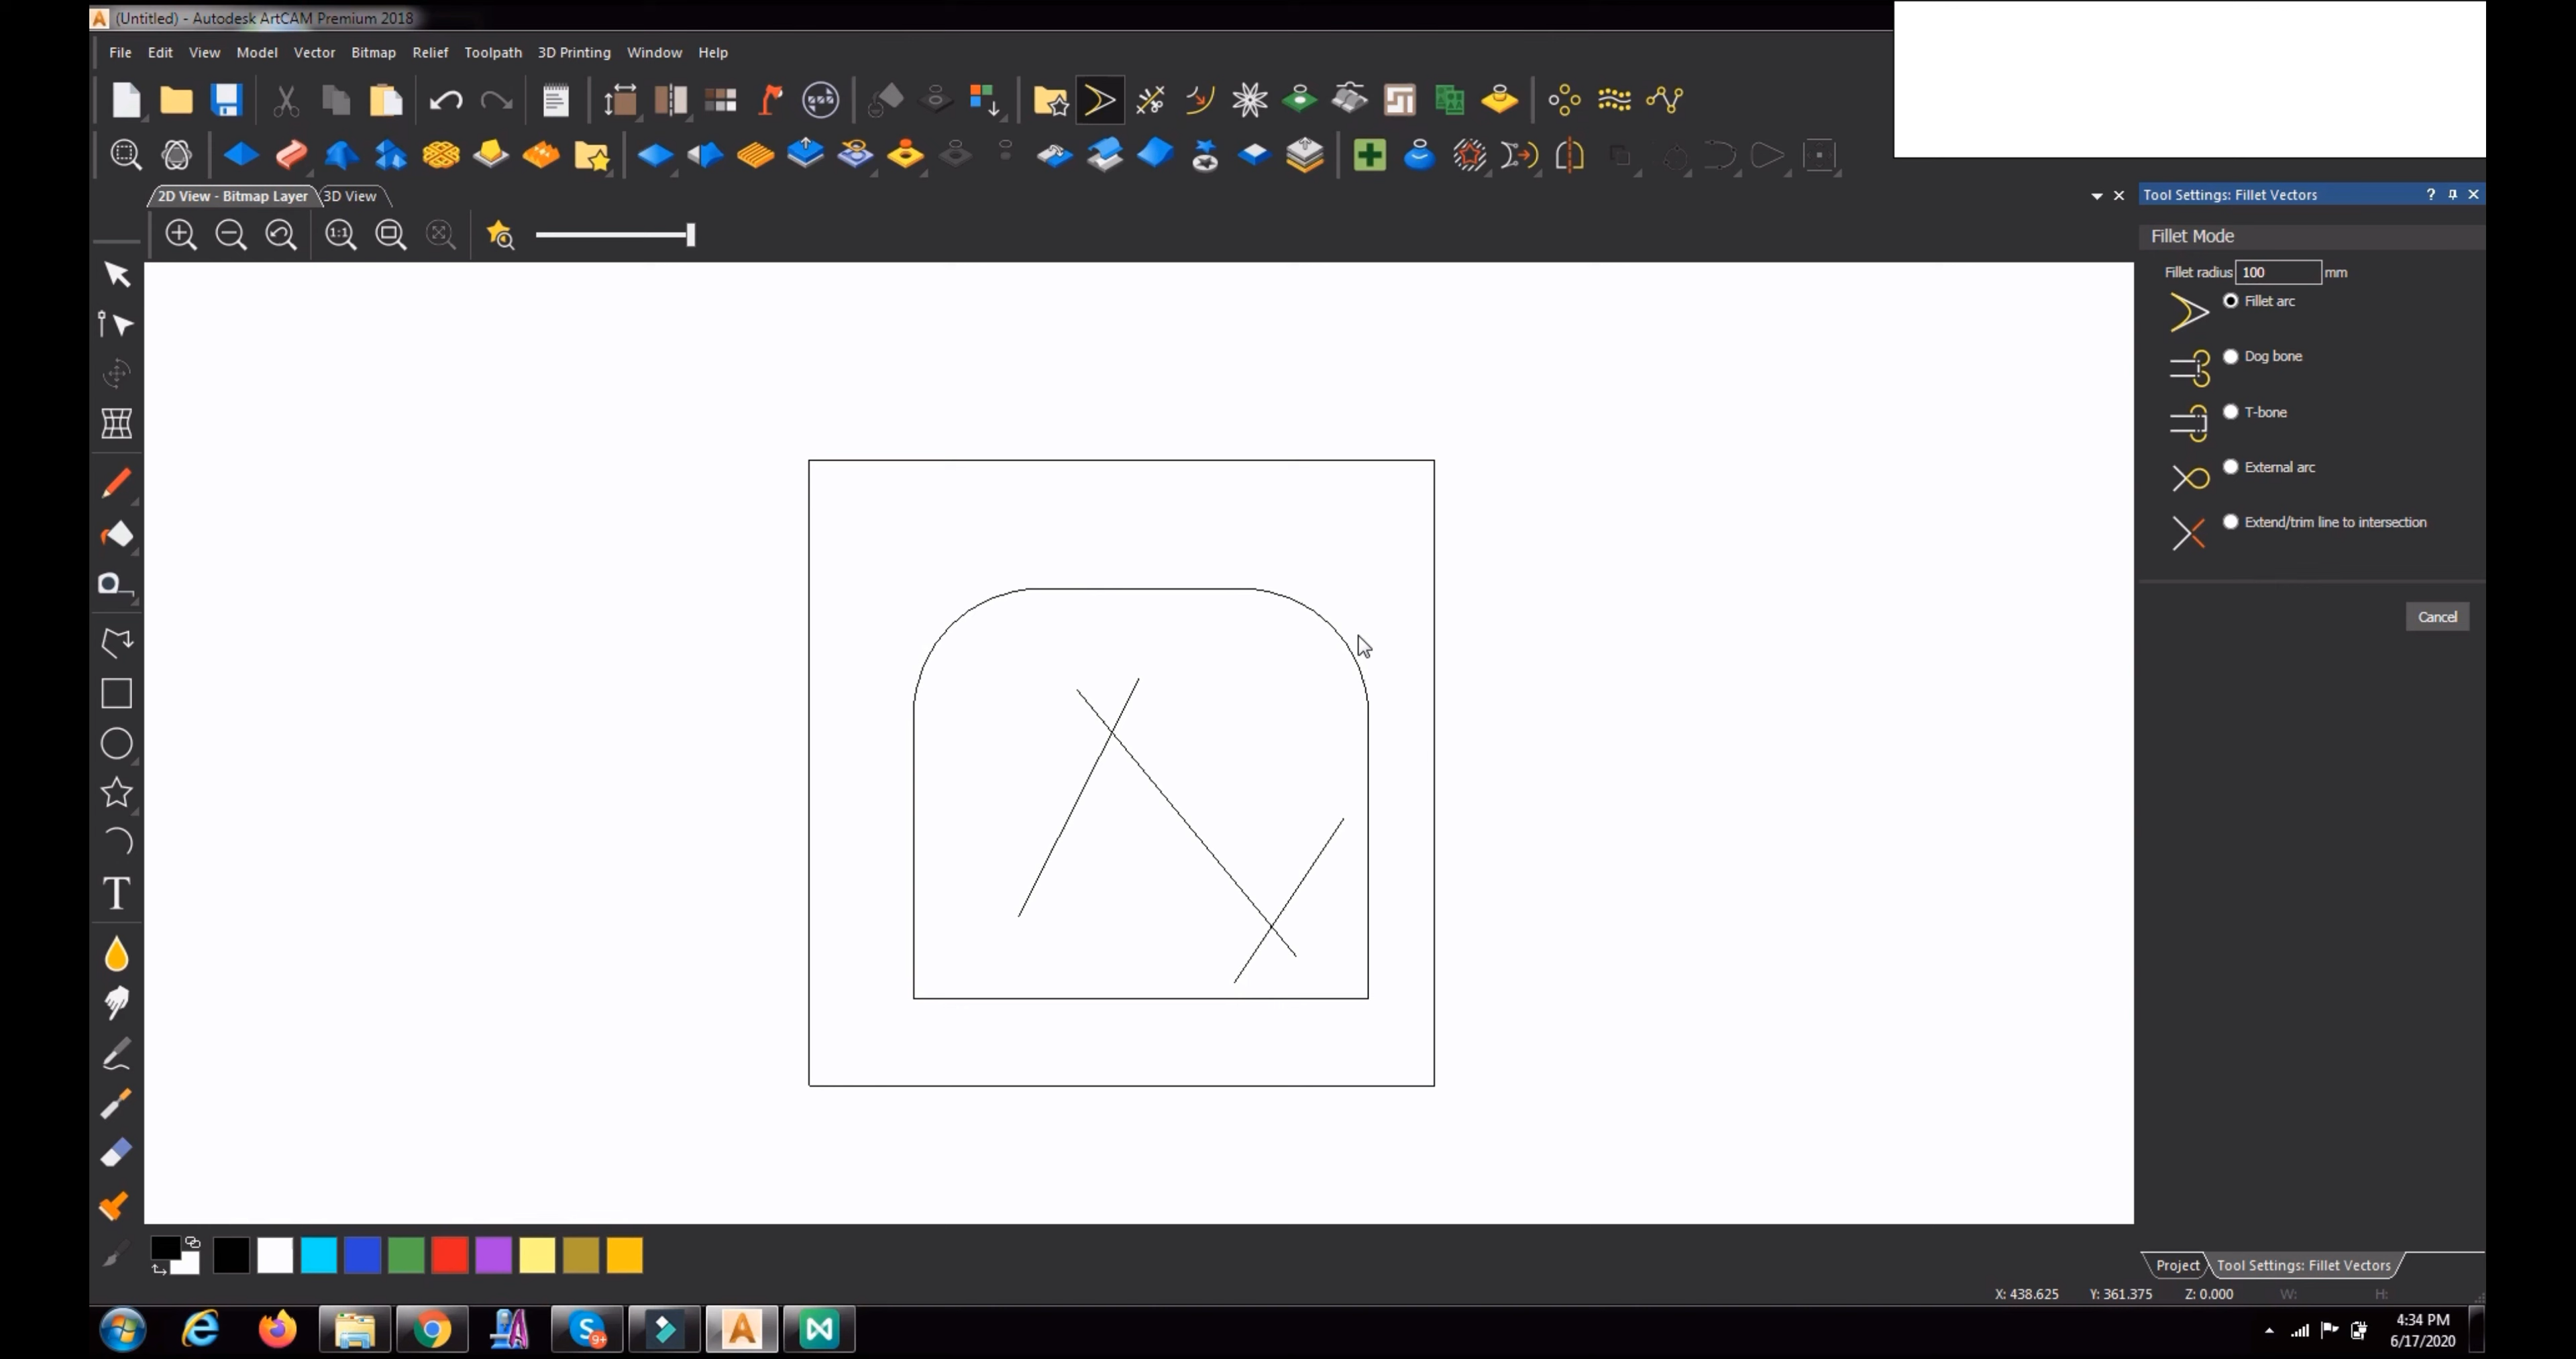 (Untitled) - Autodesk ArtCAM Premium 2018
File Edit View Model Vector Bitmap Relief Toolpath 3D Printing Window Help
2D View - Bitmap Layer 3D View
1:1
Tool Settings: Fillet Vectors
Fillet Mode
Fillet radius 100 mm
Fillet arc
Dog bone
T-bone
External arc
Extend/trim line to intersection
Cancel
T
Project Tool Settings: Fillet Vectors
X: 438.625 Y: 361.375 Z: 0.000 W: H:
S 9+
4:34 PM
6/17/2020